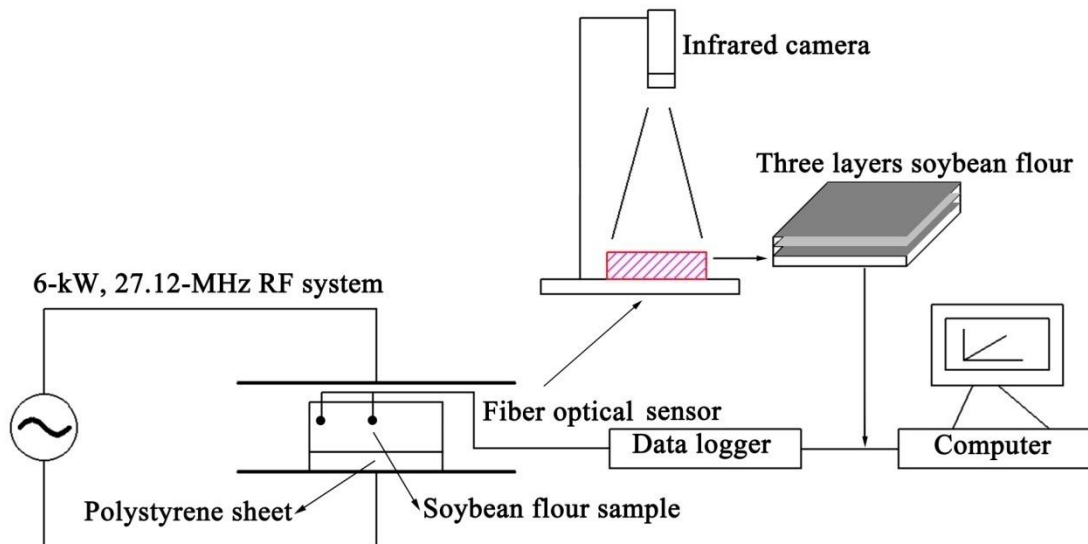 Infrared camera
Three layers soybean flour
6-kW, 27.12-MHz RF system
Fiber optical sensor
Data logger
Computer
Polystyrene sheet
Soybean flour sample